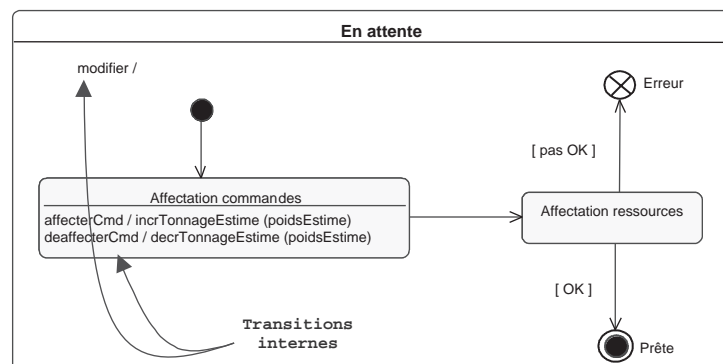 En attente
modifier /
Erreur
[ pas OK ]
Affectation commandes
affecterCmd / incrTonnageEstime (poidsEstime)
deaffecterCmd / decrTonnageEstime (poidsEstime)
Affectation ressources
[ OK ]
Transitions
internes
Prête